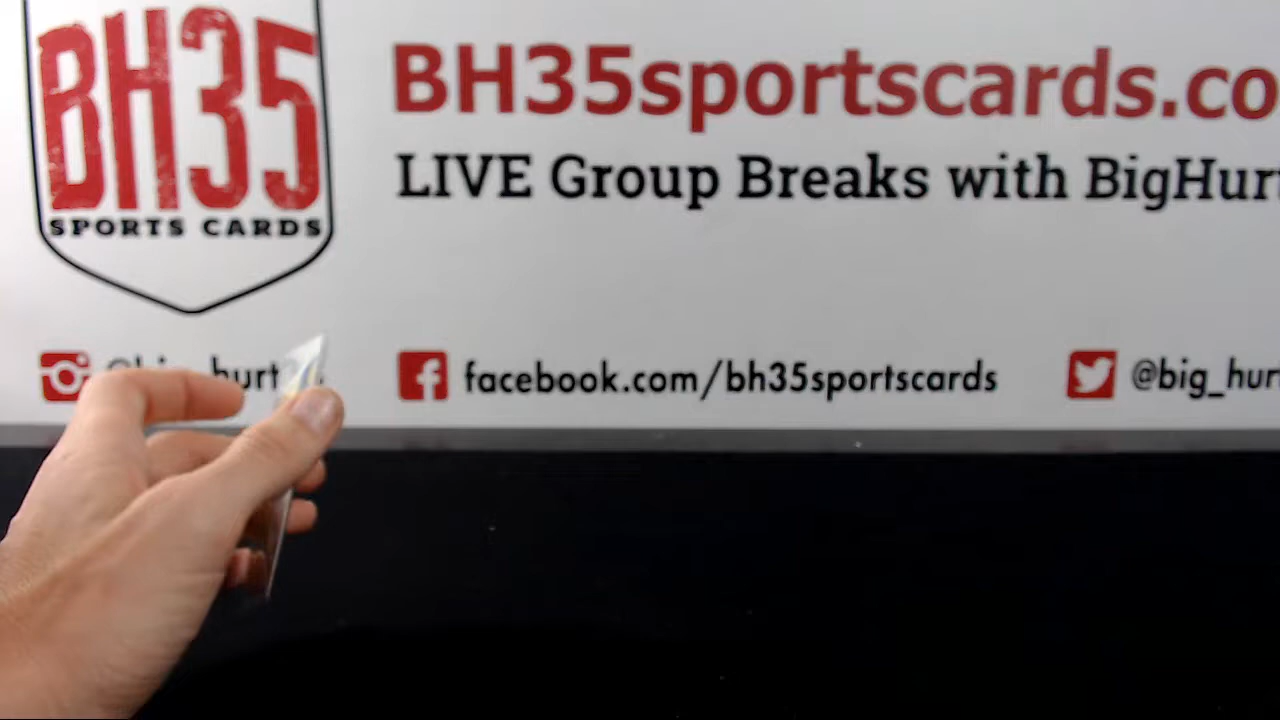 BH35
SPORTS CARDS
BH35sportscards.co
LIVE Group Breaks with BigHur
facebook.com/bh35sportscards
@big_hur